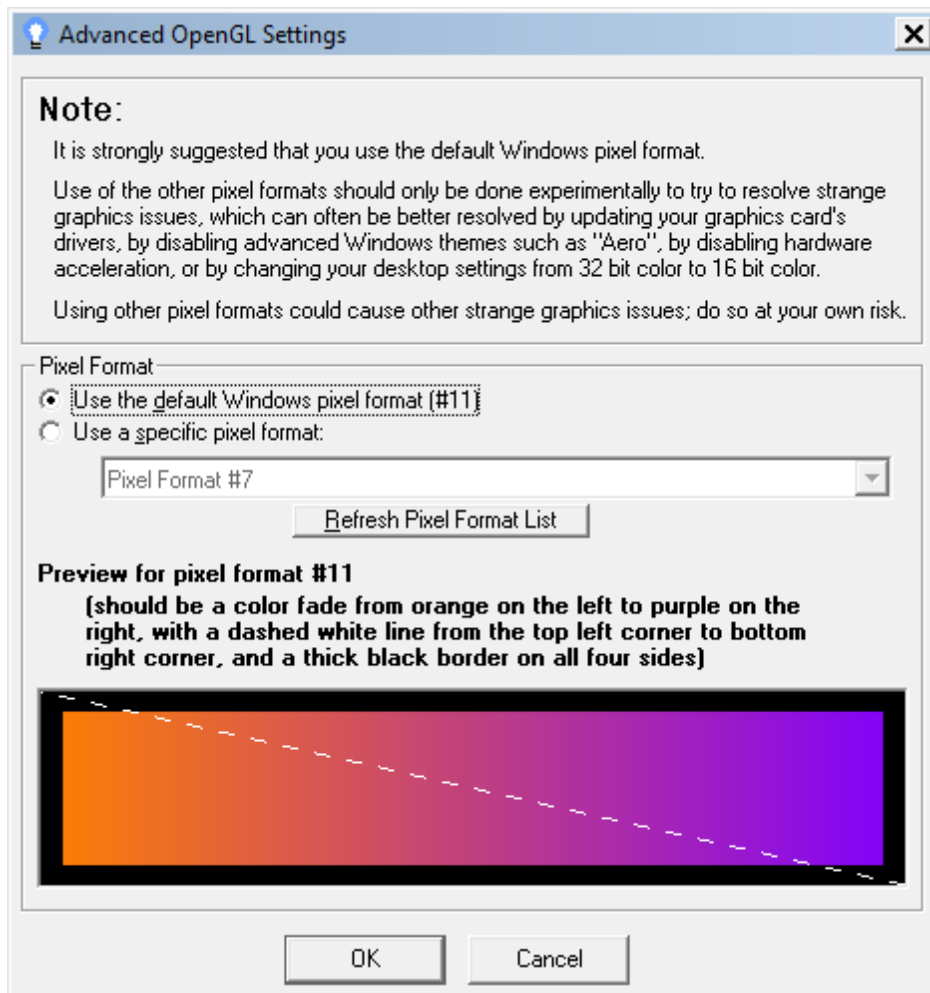 Advanced OpenGL Settings
Note:
It is strongly suggested that you use the default Windows pixel format.
Use of the other pixel formats should only be done experimentally to try to resolve strange
graphics issues, which can often be better resolved by updating your graphics card's
drivers, by disabling advanced Windows themes such as "Aero", by disabling hardware
acceleration, or by changing your desktop settings from 32 bit color to 16 bit color.
Using other pixel formats could cause other strange graphics issues; do so at your own risk.
Pixel Format
Use the default Windows pixel format (#11)
Use a specific pixel format:
Pixel Format #7
Refresh Pixel Format List
Preview for pixel format #11
(should be a color fade from orange on the left to purple on the
right, with a dashed white line from the top left corner to bottom
right corner, and a thick black border on all four sides)
OK
Cancel